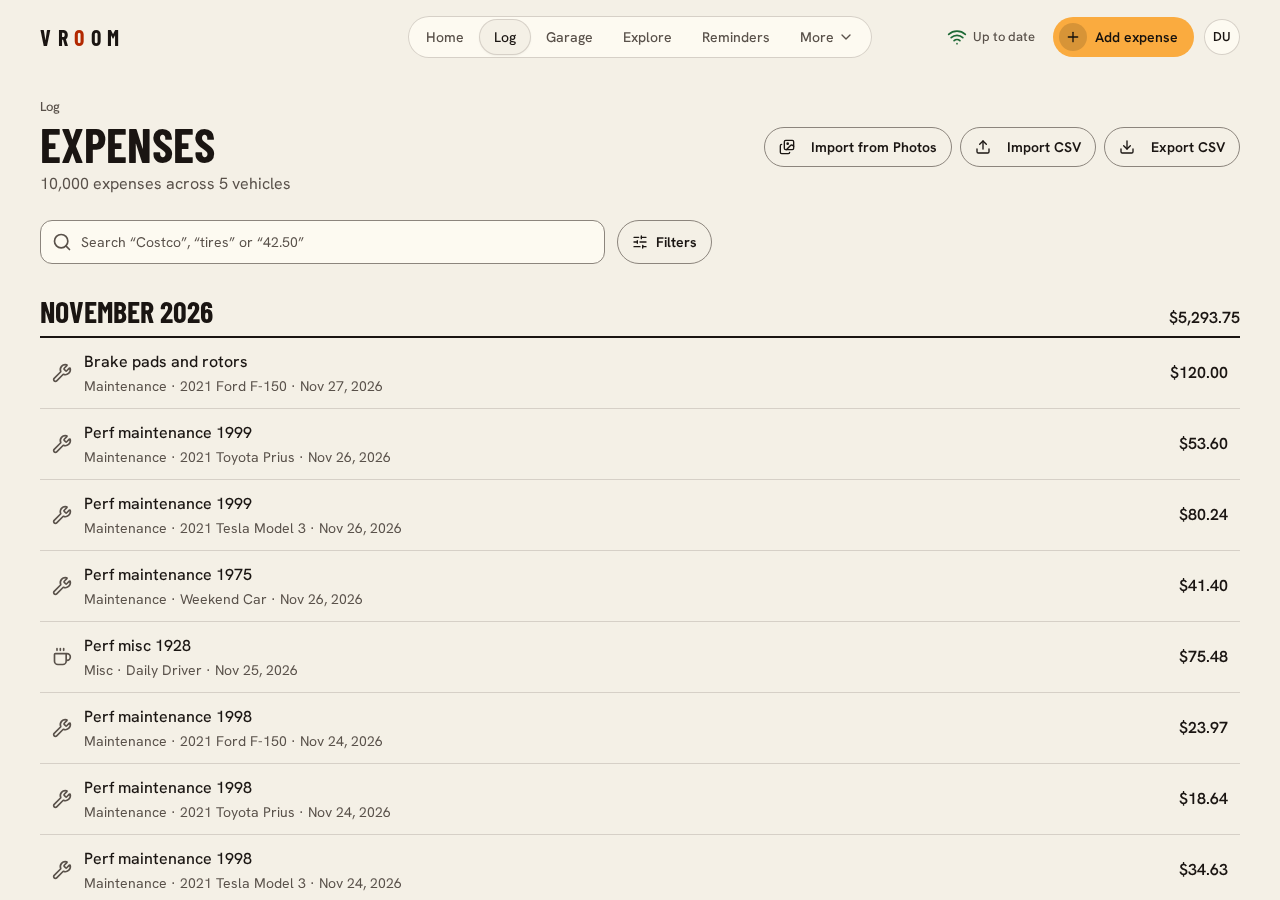 VROOM
Home Log Garage Explore Reminders More
Up to date
Add expense
DU
Log
EXPENSES
10,000 expenses across 5 vehicles
Import from Photos
Import CSV
Export CSV
Search “Costco”, “tires” or “42.50”
Filters
NOVEMBER 2026 $5,293.75
Brake pads and rotors
Maintenance · 2021 Ford F-150 · Nov 27, 2026
$120.00
Perf maintenance 1999
Maintenance · 2021 Toyota Prius · Nov 26, 2026
$53.60
Perf maintenance 1999
Maintenance · 2021 Tesla Model 3 · Nov 26, 2026
$80.24
Perf maintenance 1975
Maintenance · Weekend Car · Nov 26, 2026
$41.40
Perf misc 1928
Misc · Daily Driver · Nov 25, 2026
$75.48
Perf maintenance 1998
Maintenance · 2021 Ford F-150 · Nov 24, 2026
$23.97
Perf maintenance 1998
Maintenance · 2021 Toyota Prius · Nov 24, 2026
$18.64
Perf maintenance 1998
Maintenance · 2021 Tesla Model 3 · Nov 24, 2026
$34.63